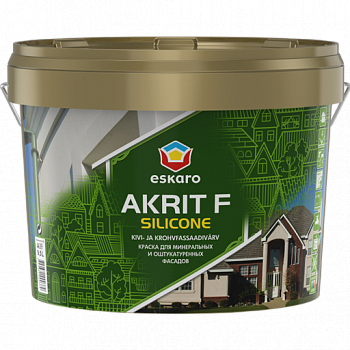 eskaro
AKRIT F
SILICONE
KIVI- JA KROHVFASSAADIVÄRV
КРАСКА ДЛЯ МИНЕРАЛЬНЫХ
И ОШТУКАТУРЕННЫХ
ФАСАДОВ